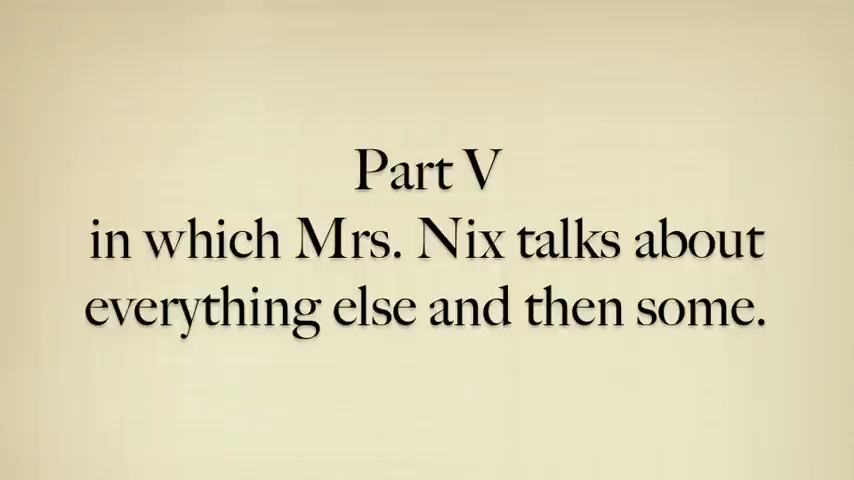 Part V
in which Mrs. Nix talks about
everything else and then some.